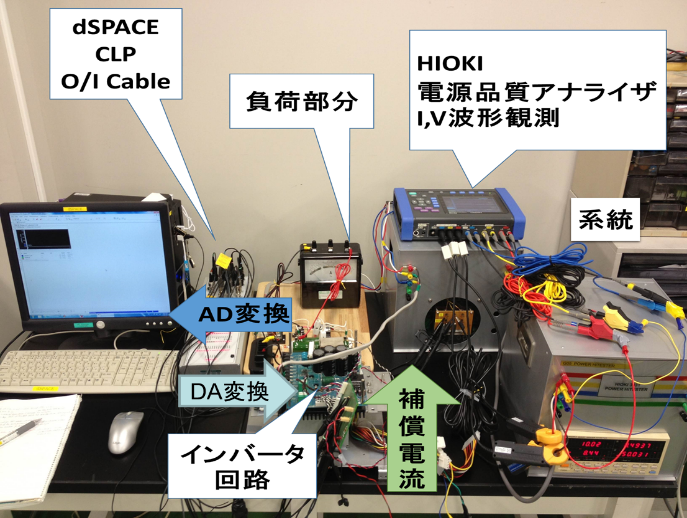 dSPACE
CLP
O/I Cable
負荷部分
HIOKI
電源品質アナライザ
I,V波形観測
系統
AD変換
DA変換
インバータ
回路
補償電流
HIOKI